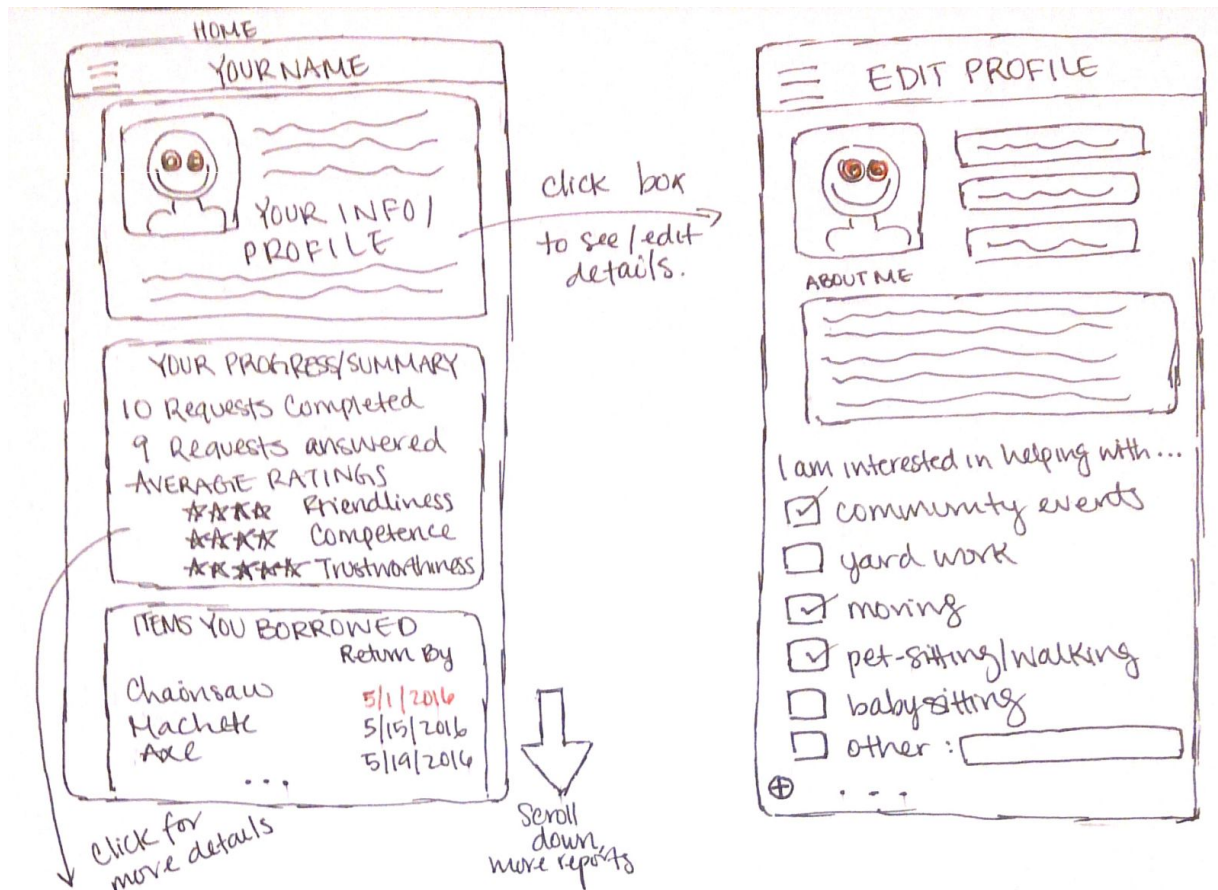 HOME
YOUR NAME
YOUR INFO/
PROFILE
click box
to see/edit
details.
YOUR PROGRESS/SUMMARY
10 Requests Completed
9 Requests answered
AVERAGE RATINGS
Friendliness
Competence
Trustworthiness
ITEMS YOU BORROWED
Return By
Chainsaw 5/1/2016
Machete 5/15/2016
Axe 5/19/2016
...
click for
more details
Scroll
down,
more reports
EDIT PROFILE
ABOUT ME
I am interested in helping with...
community events
yard work
moving
pet-sitting/walking
babysitting
other:
...